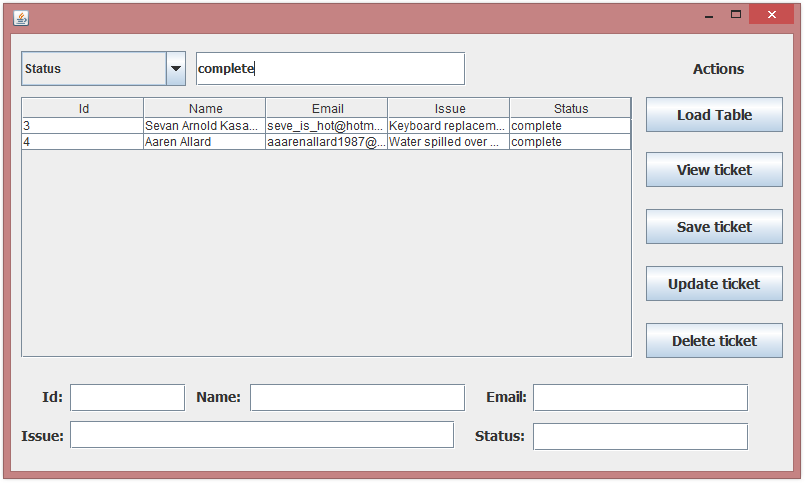 Status complete Actions
Id Name Email Issue Status
3 Sevan Arnold Kasa... seve_is_hot@hotm... Keyboard replacem... complete
4 Aaren Allard aaarenallard1987@... Water spilled over ... complete
Load Table
View ticket
Save ticket
Update ticket
Delete ticket
Id: Name: Email:
Issue: Status: